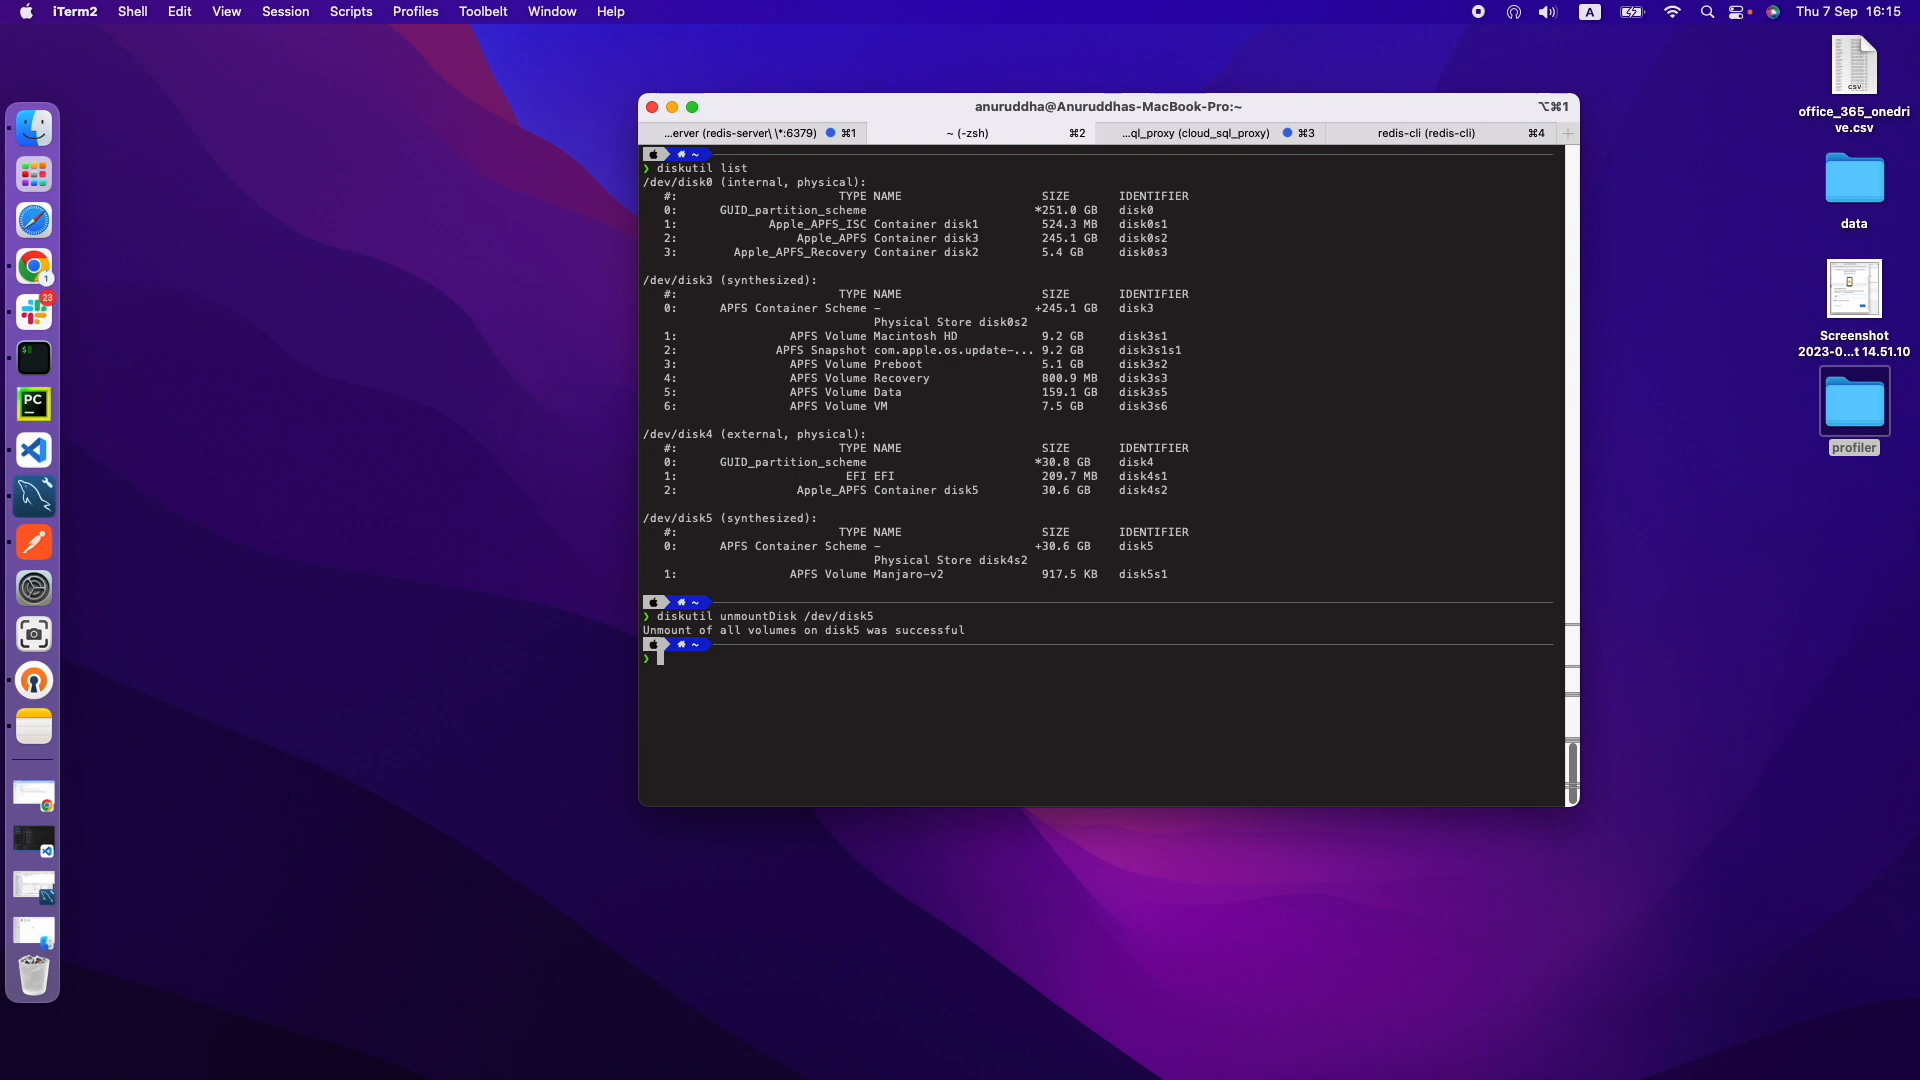 iTerm2 Shell Edit View Session Scripts Profiles Toolbelt Window Help
A
Thu 7 Sep 16:15
anuruddha@Anuruddhas-MacBook-Pro:~
⌥⌘1
...erver (redis-server\ \*:6379) ⌘1
~ (-zsh) ⌘2
...ql_proxy (cloud_sql_proxy) ⌘3
redis-cli (redis-cli) ⌘4
~
❯ diskutil list
/dev/disk0 (internal, physical):
#: TYPE NAME SIZE IDENTIFIER
0: GUID_partition_scheme *251.0 GB disk0
1: Apple_APFS_ISC Container disk1 524.3 MB disk0s1
2: Apple_APFS Container disk3 245.1 GB disk0s2
3: Apple_APFS_Recovery Container disk2 5.4 GB disk0s3
/dev/disk3 (synthesized):
#: TYPE NAME SIZE IDENTIFIER
0: APFS Container Scheme - +245.1 GB disk3
Physical Store disk0s2
1: APFS Volume Macintosh HD 9.2 GB disk3s1
2: APFS Snapshot com.apple.os.update-... 9.2 GB disk3s1s1
3: APFS Volume Preboot 5.1 GB disk3s2
4: APFS Volume Recovery 800.9 MB disk3s3
5: APFS Volume Data 159.1 GB disk3s5
6: APFS Volume VM 7.5 GB disk3s6
/dev/disk4 (external, physical):
#: TYPE NAME SIZE IDENTIFIER
0: GUID_partition_scheme *30.8 GB disk4
1: EFI EFI 209.7 MB disk4s1
2: Apple_APFS Container disk5 30.6 GB disk4s2
/dev/disk5 (synthesized):
#: TYPE NAME SIZE IDENTIFIER
0: APFS Container Scheme - +30.6 GB disk5
Physical Store disk4s2
1: APFS Volume Manjaro-v2 917.5 KB disk5s1
~
❯ diskutil unmountDisk /dev/disk5
Unmount of all volumes on disk5 was successful
~
❯
CSV
office_365_onedri
ve.csv
data
Screenshot
2023-0...t 14.51.10
profiler
1
23
$
PC